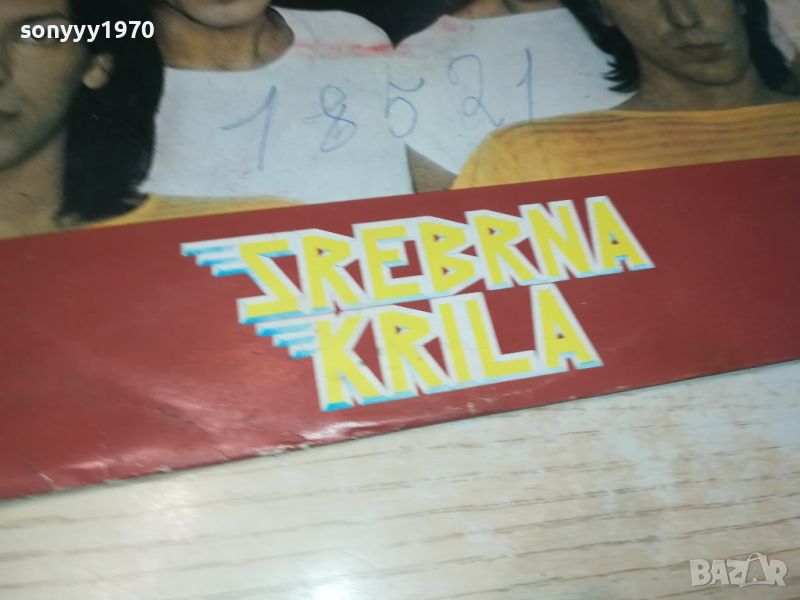 sonyyy1970
18521
SREBRNA
KRILA
BAZAR